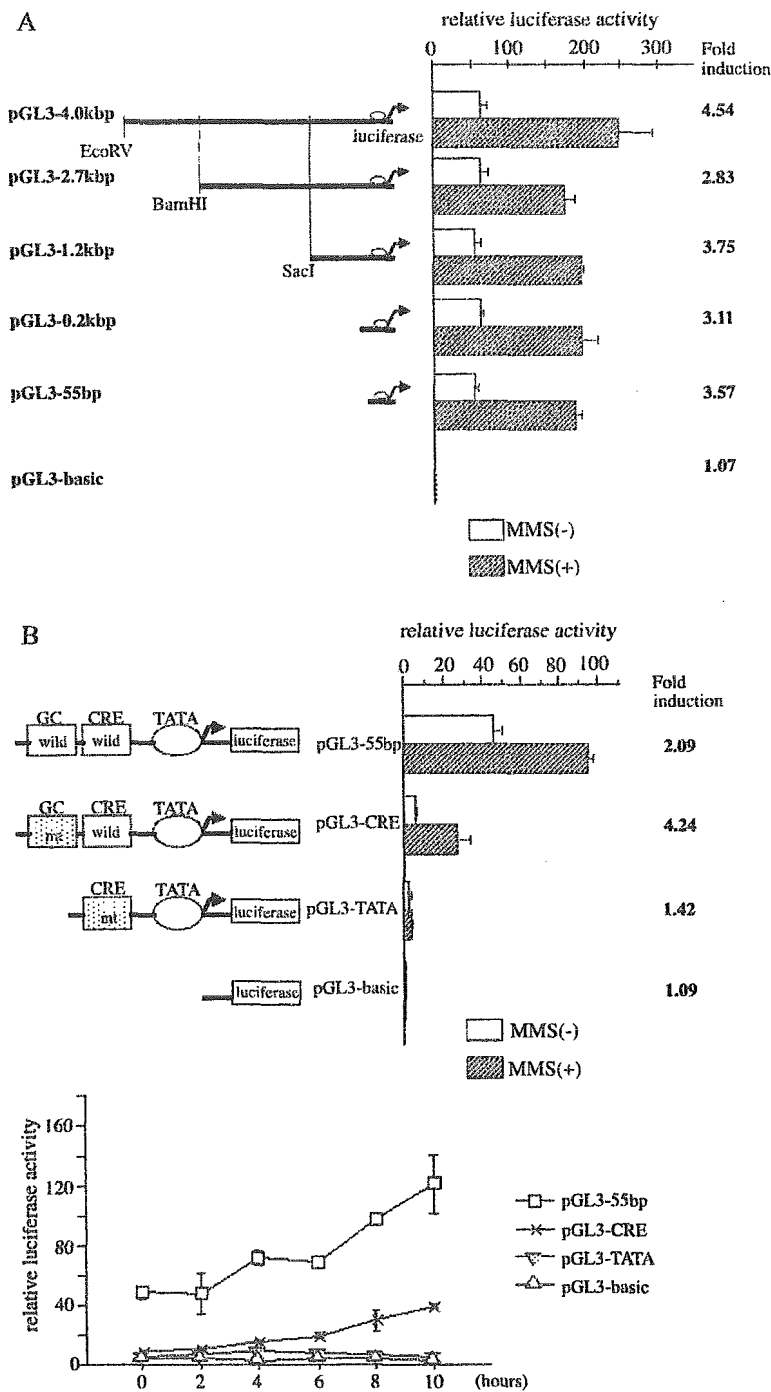 A
relative luciferase activity
0 100 200 300
Fold induction
pGL3-4.0kbp
luciferase
4.54
EcoRV
pGL3-2.7kbp
2.83
BamHI
pGL3-1.2kbp
3.75
SacI
pGL3-0.2kbp
3.11
pGL3-55bp
3.57
pGL3-basic
1.07
MMS(-)
MMS(+)
B
relative luciferase activity
0 20 40 60 80 100
Fold induction
GC CRE TATA
wild wild luciferase
pGL3-55bp
2.09
GC CRE TATA
mt wild luciferase
pGL3-CRE
4.24
CRE TATA
mt luciferase
pGL3-TATA
1.42
luciferase
pGL3-basic
1.09
MMS(-)
MMS(+)
relative luciferase activity
160
120
80
40
0
0 2 4 6 8 10 (hours)
pGL3-55bp
pGL3-CRE
pGL3-TATA
pGL3-basic